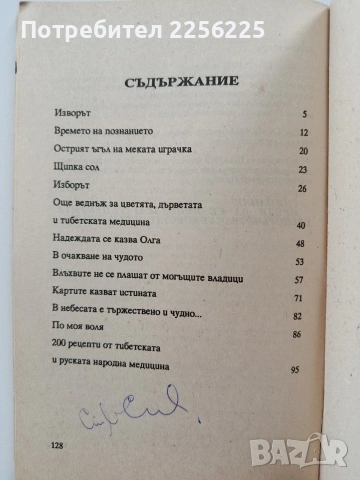 Потребител 2256215
СЪДЪРЖАНИЕ
Изворът 5
Времето на познанието 12
Острият ъгъл на меката играчка 20
Щипка сол 23
Изборът 26
Още веднъж за цветята, дърветата
и тибетската медицина 40
Надеждата се казва Олга 48
В очакване на чудото 53
Влъхвите не се плашат от могъщите владици 57
Картите казват истината 71
В небесата е тържествено и чудно... 82
По моя воля 86
200 рецепти от тибетската
и руската народна медицина 95
128
bazar